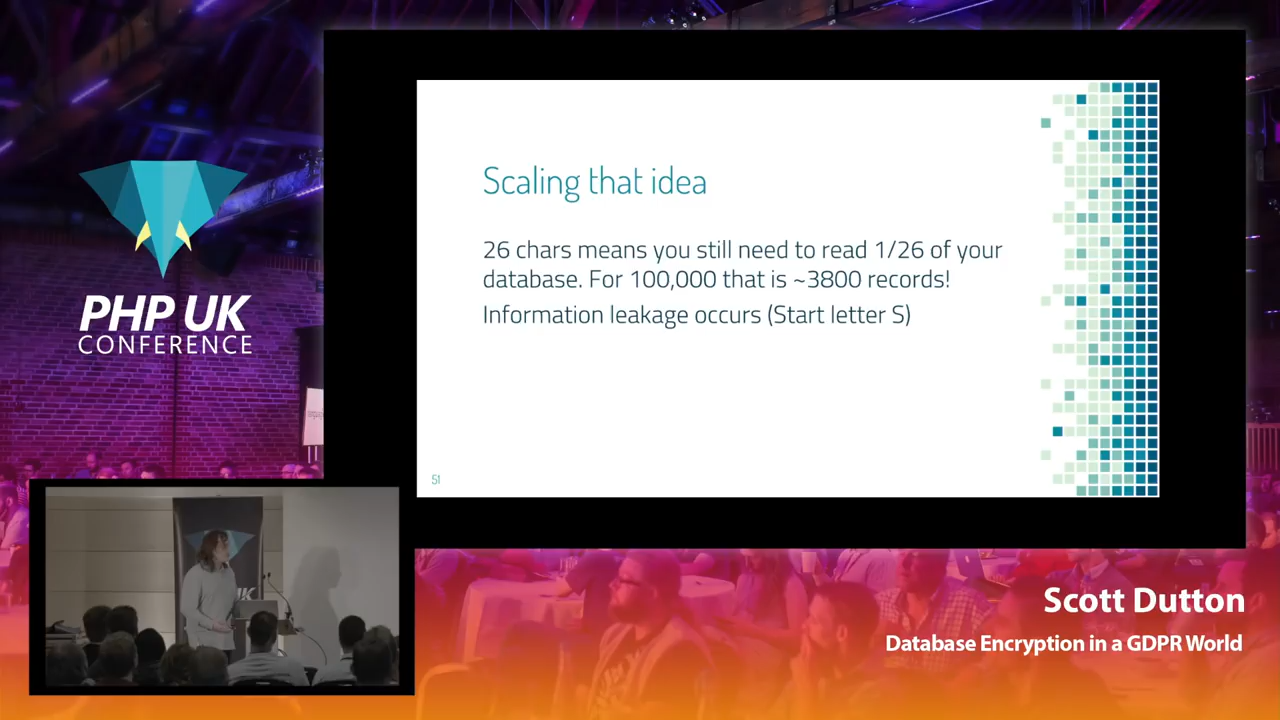 PHP UK
CONFERENCE
Scaling that idea
26 chars means you still need to read 1/26 of your
database. For 100,000 that is ~3800 records!
Information leakage occurs (Start letter S)
51
Scott Dutton
Database Encryption in a GDPR World